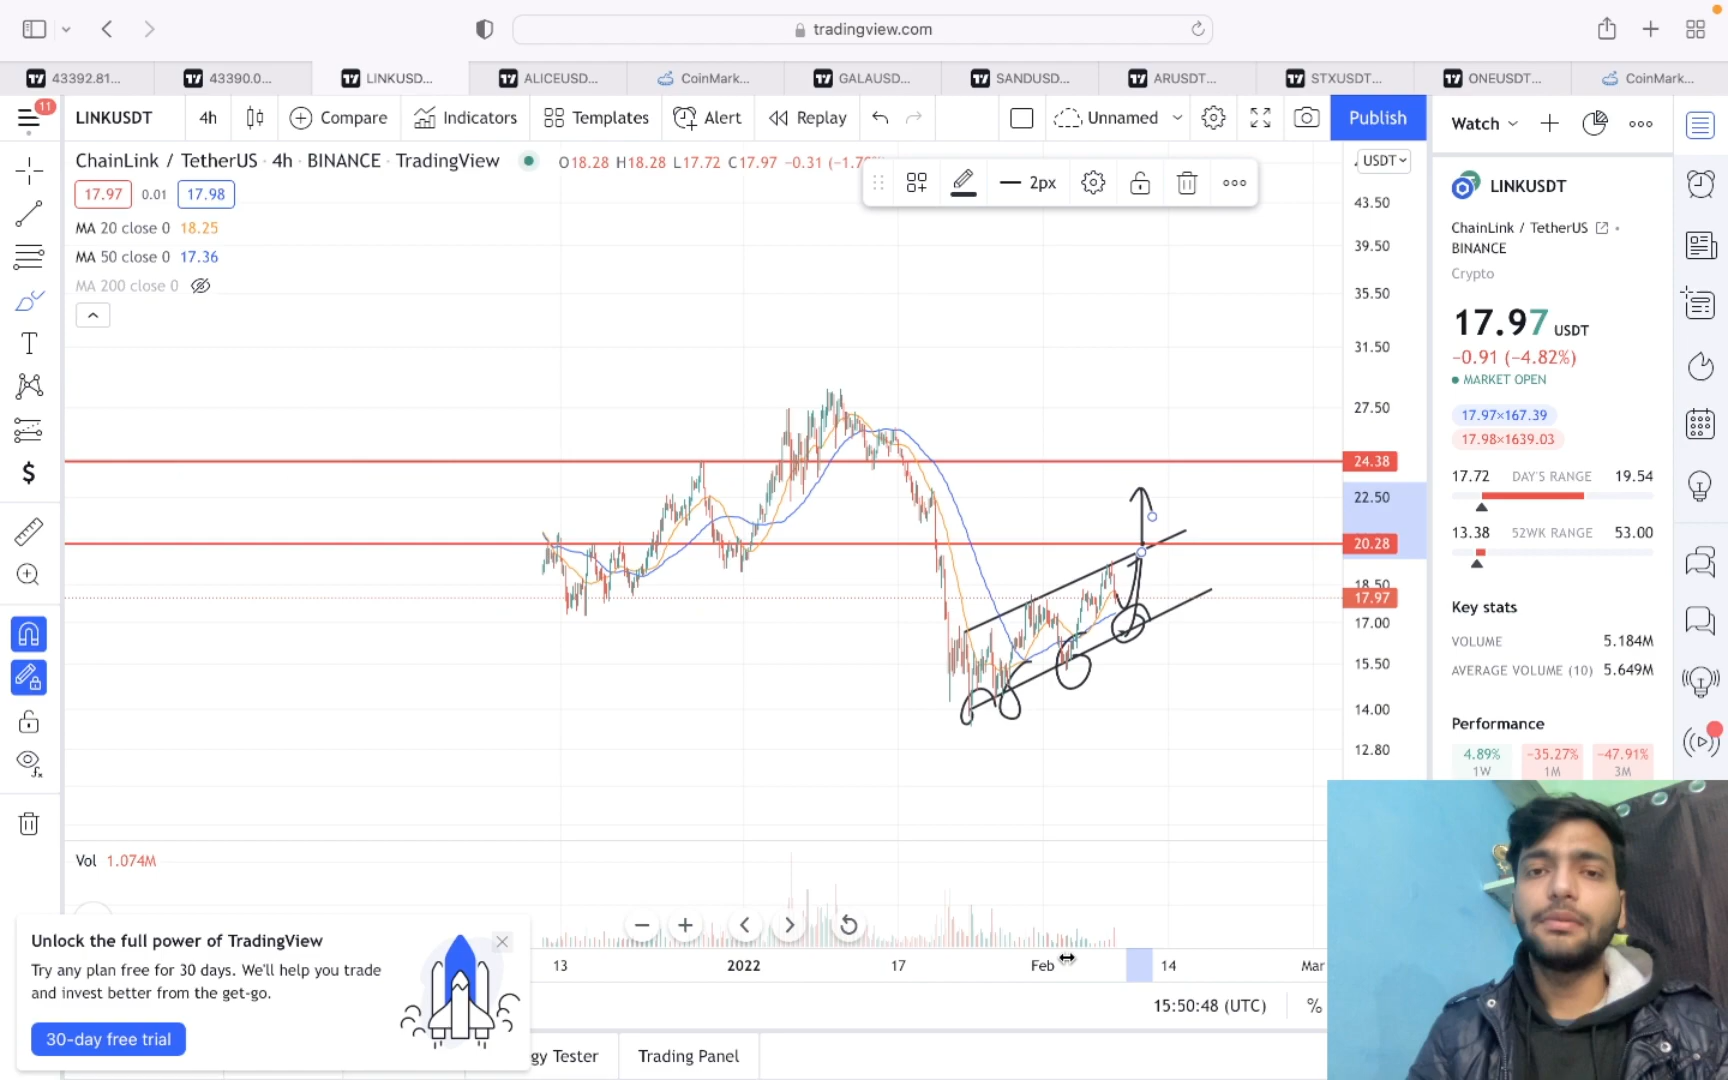 tradingview.com
43392.81...
43390.0...
LINKUSD...
ALICEUSD...
CoinMark...
GALAUSD...
SANDUSD...
ARUSDT...
STXUSDT...
ONEUSDT...
CoinMark...
11
LINKUSDT
4h
Compare
Indicators
Templates
Alert
Replay
Unnamed
Publish
Watch
ChainLink / TetherUS · 4h · BINANCE · TradingView
O18.28 H18.28 L17.72 C17.97 −0.31
USDT
17.97 0.01 17.98
2px
MA 20 close 0 18.25
MA 50 close 0 17.36
MA 200 close 0
43.50
39.50
35.50
31.50
27.50
24.38
22.50
20.28
18.50
17.97
17.00
15.50
14.00
12.80
LINKUSDT
ChainLink / TetherUS
BINANCE
Crypto
17.97 USDT
−0.91 (−4.82%)
MARKET OPEN
17.97×167.39
17.98×1639.03
17.72 DAY'S RANGE 19.54
13.38 52WK RANGE 53.00
Key stats
VOLUME 5.184M
AVERAGE VOLUME (10) 5.649M
Performance
4.89% −35.27% −47.91%
1W 1M 3M
Vol 1.074M
13 2022 17 Feb 14 Mar
Unlock the full power of TradingView
Try any plan free for 30 days. We'll help you trade
and invest better from the get-go.
30-day free trial
15:50:48 (UTC) %
gy Tester
Trading Panel